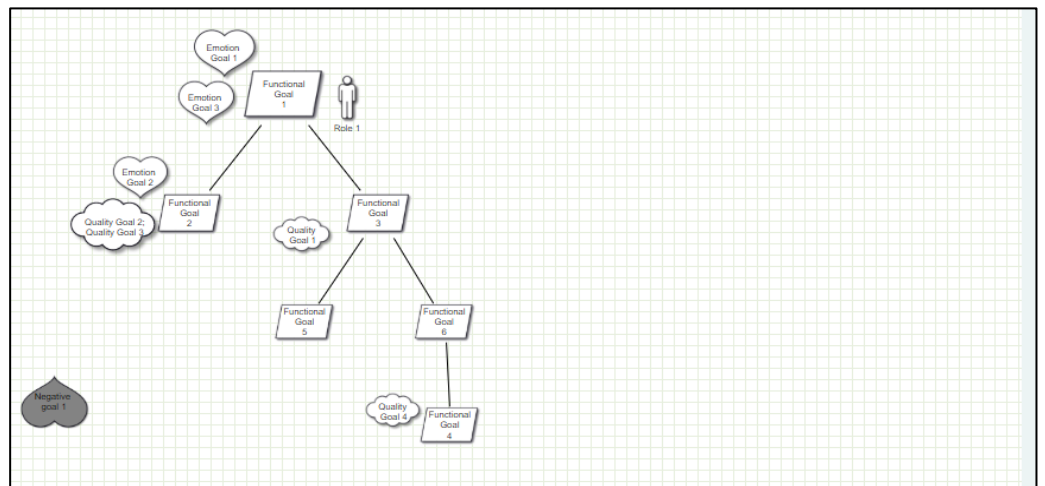 Emotion
Goal 1
Functional
Goal
1
Emotion
Goal 3
Role 1
Emotion
Goal 2
Functional
Goal
2
Quality Goal 2;
Quality Goal 3
Functional
Goal
3
Quality
Goal 1
Functional
Goal
5
Functional
Goal
6
Negative
goal 1
Quality
Goal 4
Functional
Goal
4